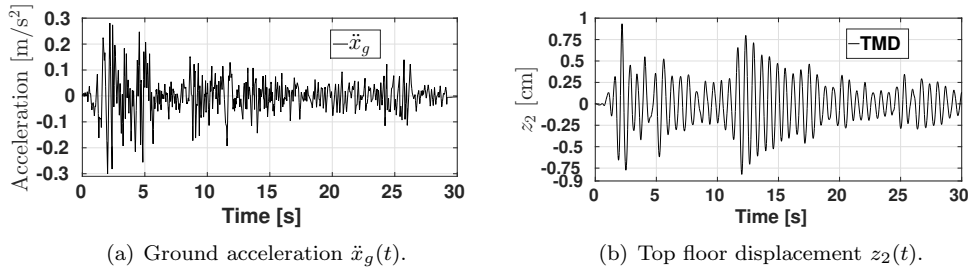 Acceleration [m/s²]
0.3
0.2
0.1
0
-0.1
-0.2
-0.3
ẍg
0 5 10 15 20 25 30
Time [s]
(a) Ground acceleration ẍg(t).
z2 [cm]
1
0.75
0.5
0.25
0
-0.25
-0.5
-0.75
-0.9
TMD
0 5 10 15 20 25 30
Time [s]
(b) Top floor displacement z2(t).